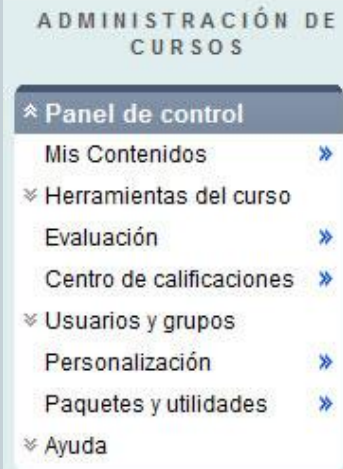 ADMINISTRACIÓN DE
CURSOS
Panel de control
Mis Contenidos
Herramientas del curso
Evaluación
Centro de calificaciones
Usuarios y grupos
Personalización
Paquetes y utilidades
Ayuda